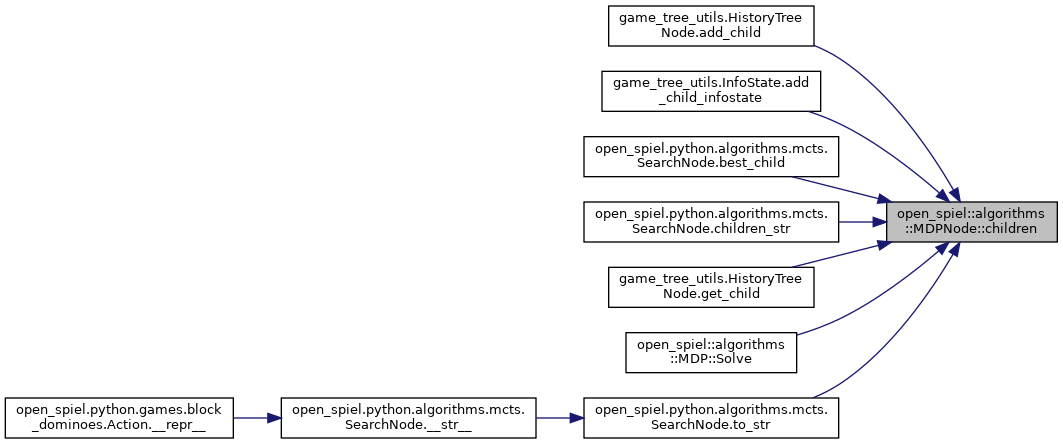 game_tree_utils.HistoryTree
Node.add_child
game_tree_utils.InfoState.add
_child_infostate
open_spiel.python.algorithms.mcts.
SearchNode.best_child
open_spiel.python.algorithms.mcts.
SearchNode.children_str
open_spiel::algorithms
::MDPNode::children
game_tree_utils.HistoryTree
Node.get_child
open_spiel::algorithms
::MDP::Solve
open_spiel.python.games.block
_dominoes.Action.__repr__
open_spiel.python.algorithms.mcts.
SearchNode.__str__
open_spiel.python.algorithms.mcts.
SearchNode.to_str